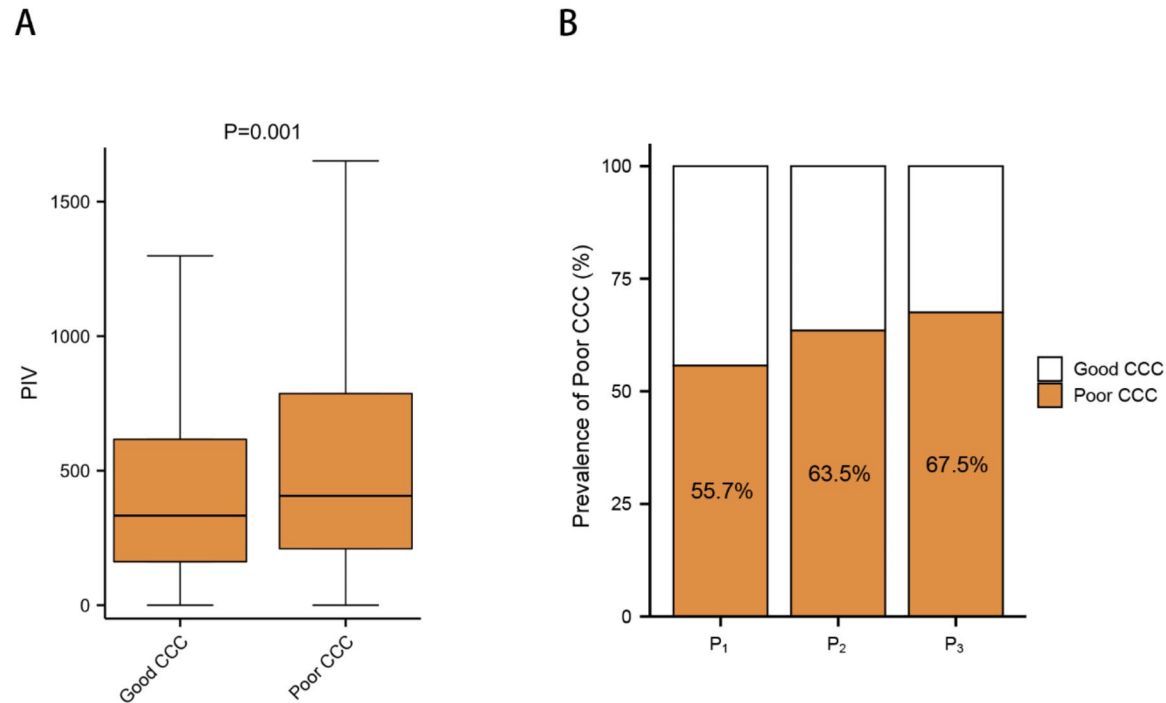 A
P=0.001
PIV
1500
1000
500
0
Good CCC
Poor CCC
B
Prevalence of Poor CCC (%)
100
75
50
25
0
55.7%
63.5%
67.5%
P₁
P₂
P₃
Good CCC
Poor CCC